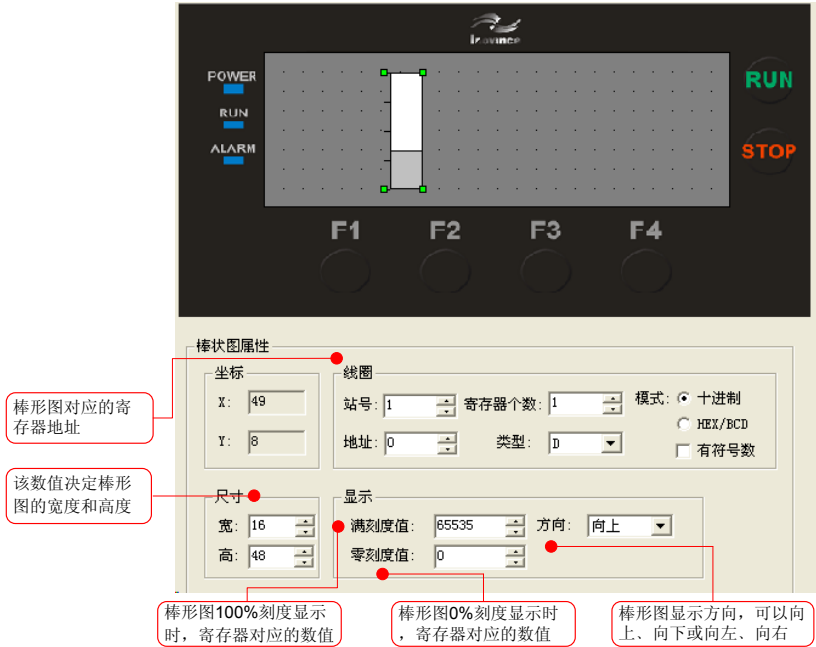 inovince
POWER
RUN
ALARM
RUN
STOP
F1 F2 F3 F4
棒状图属性
坐标
X: 49
Y: 8
线圈
站号: 1 寄存器个数: 1 模式: 十进制
HEX/BCD
地址: 0 类型: D 有符号数
尺寸
宽: 16
高: 48
显示
满刻度值: 65535 方向: 向上
零刻度值: 0
棒形图对应的寄
存器地址
该数值决定棒形
图的宽度和高度
棒形图100%刻度显示
时，寄存器对应的数值
棒形图0%刻度显示时
，寄存器对应的数值
棒形图显示方向，可以向
上、向下或向左、向右